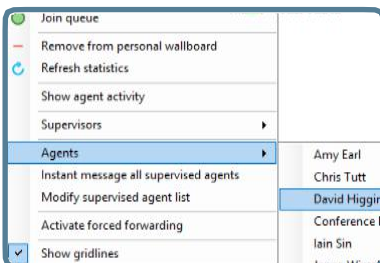 Join queue
Remove from personal wallboard
Refresh statistics
Show agent activity
Supervisors
Agents
Instant message all supervised agents
Modify supervised agent list
Activate forced forwarding
Show gridlines
Amy Earl
Chris Tutt
David Higgin
Conference
Iain Sin